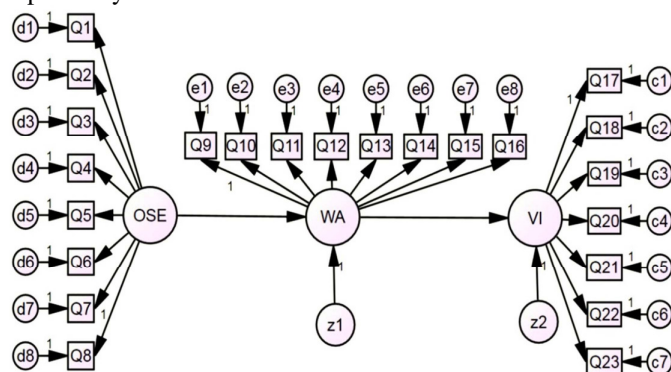 d1 1 Q1
d2 1 Q2
d3 1 Q3
d4 1 Q4
d5 1 Q5
d6 1 Q6
d7 1 Q7
d8 1 Q8
1
OSE
e1 e2 e3 e4 e5 e6 e7 e8
1 1 1 1 1 1 1 1
Q9 Q10 Q11 Q12 Q13 Q14 Q15 Q16
1
WA
1
z1
VI
1
z2
1
Q17 1 c1
Q18 1 c2
Q19 1 c3
Q20 1 c4
Q21 1 c5
Q22 1 c6
Q23 1 c7